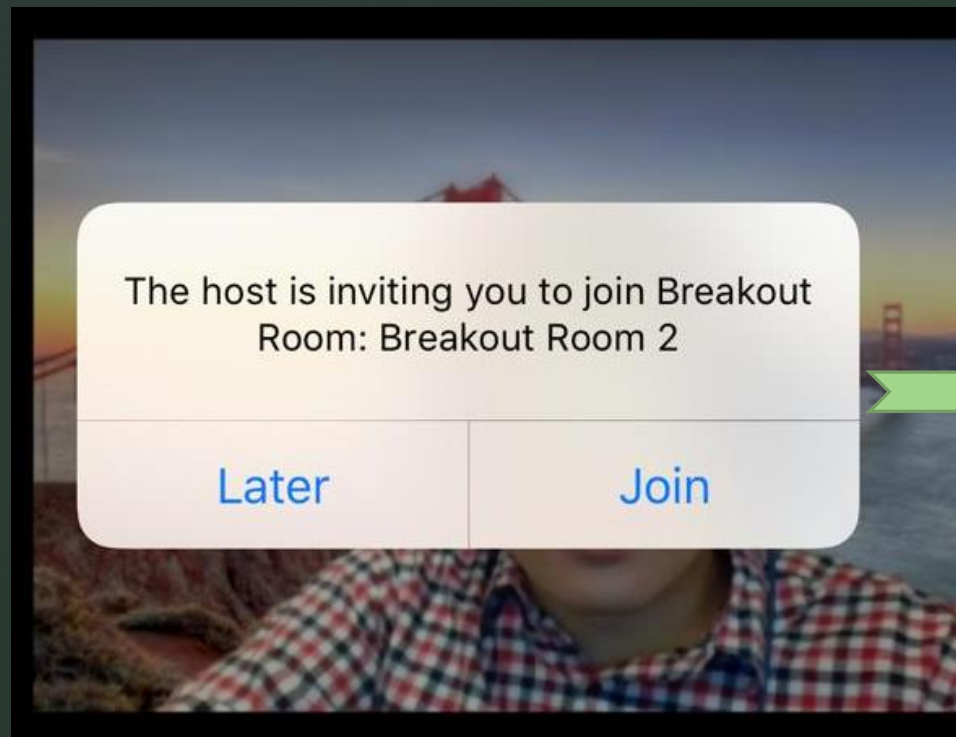 The host is inviting you to join Breakout
Room: Breakout Room 2
Later
Join